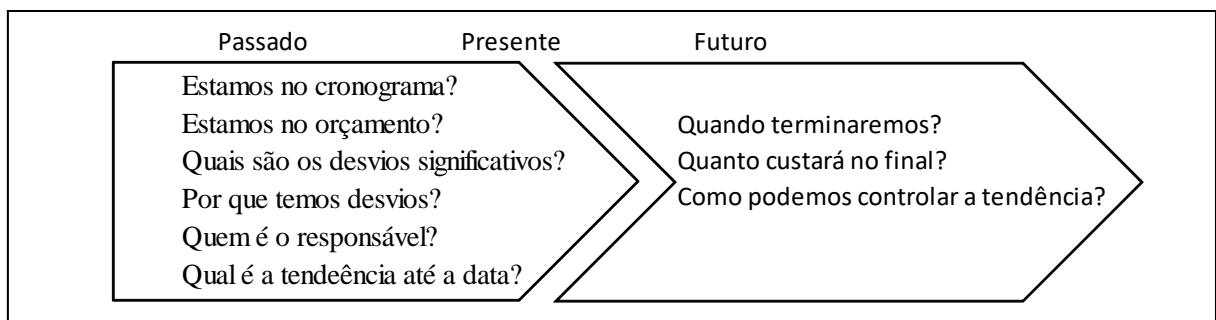 Passado Presente Futuro
Estamos no cronograma?
Estamos no orçamento?
Quais são os desvios significativos?
Por que temos desvios?
Quem é o responsável?
Qual é a tendeência até a data?
Quando terminaremos?
Quanto custará no final?
Como podemos controlar a tendência?